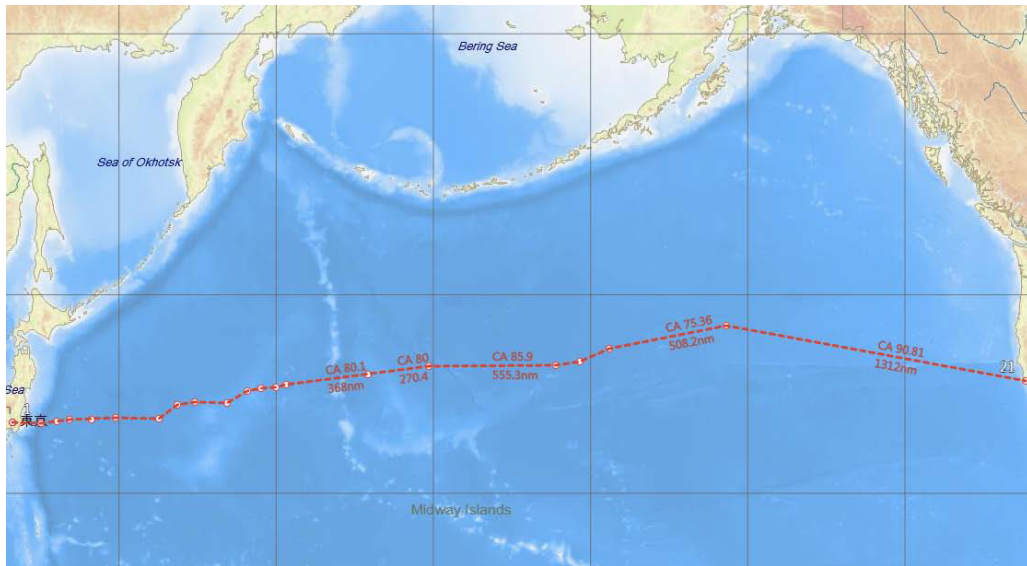 Bering Sea
Sea of Okhotsk
CA 75.36
508.2nm
CA 90.81
1312nm
CA 80.1
368nm
CA 80
270.4
CA 85.9
555.3nm
21
Sea
1
東京
Midway Islands